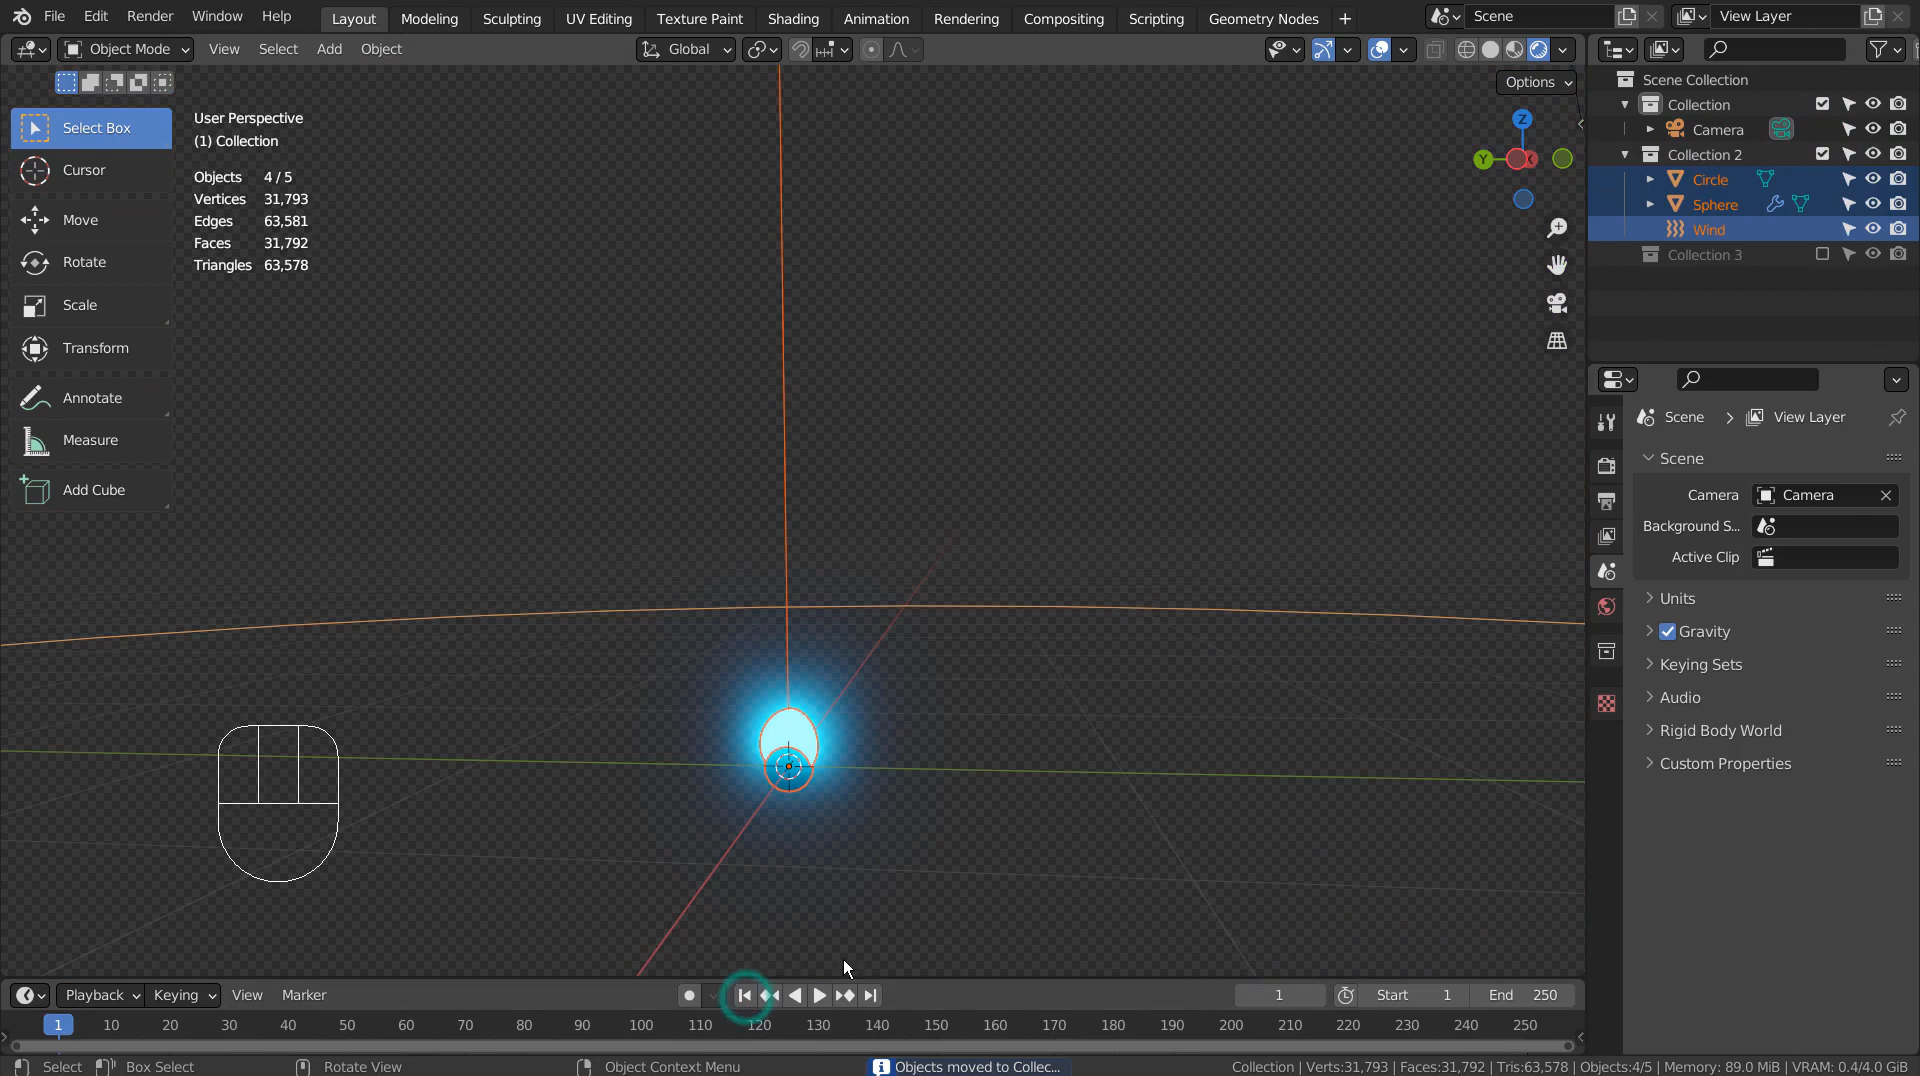 File Edit Render Window Help Layout Modeling Sculpting UV Editing Texture Paint Shading Animation Rendering Compositing Scripting Geometry Nodes + Scene View Layer
Object Mode View Select Add Object Global
Options
Select Box
Cursor
Move
Rotate
Scale
Transform
Annotate
Measure
Add Cube
User Perspective
(1) Collection
Objects 4 / 5
Vertices 31,793
Edges 63,581
Faces 31,792
Triangles 63,578
Z
Y
Scene Collection
Collection
Camera
Collection 2
Circle
Sphere
Wind
Collection 3
Scene View Layer
Scene
Camera Camera
Background S...
Active Clip
Units
Gravity
Keying Sets
Audio
Rigid Body World
Custom Properties
Playback Keying View Marker 1 Start 1 End 250
1 10 20 30 40 50 60 70 80 90 100 110 120 130 140 150 160 170 180 190 200 210 220 230 240 250
Select Box Select Rotate View Object Context Menu Objects moved to Collec... Collection | Verts:31,793 | Faces:31,792 | Tris:63,578 | Objects:4/5 | Memory: 89.0 MiB | VRAM: 0.4/4.0 GiB